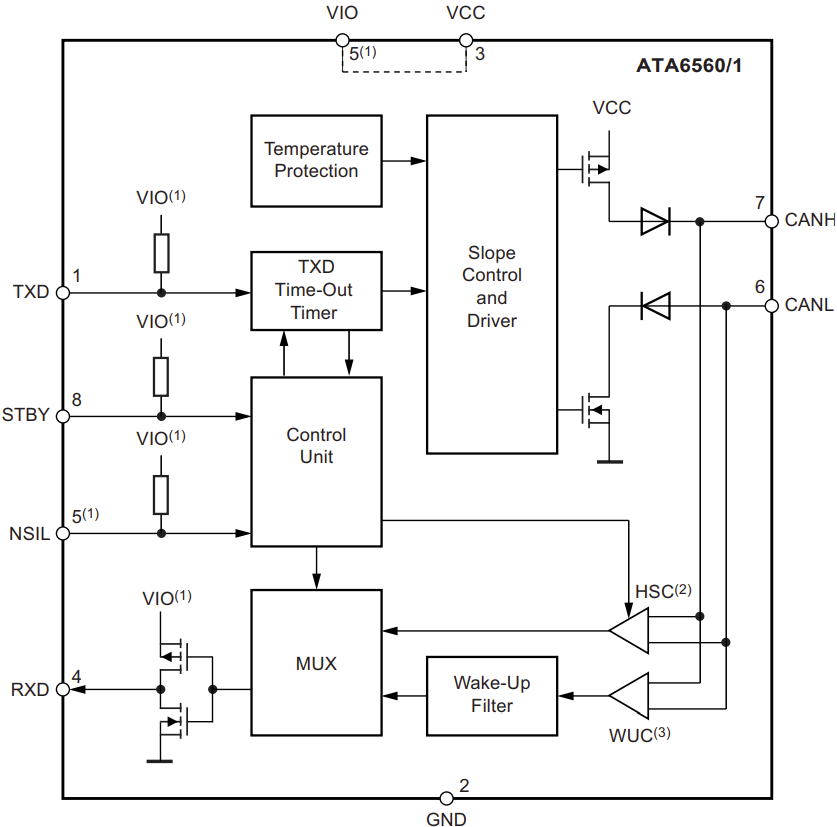 VIO VCC
5(1) 3
ATA6560/1
VCC
Temperature
Protection
VIO(1)
7
CANH
1
TXD
TXD
Time-Out
Timer
Slope
Control
and
Driver
6
CANL
VIO(1)
8
STBY
Control
Unit
VIO(1)
5(1)
NSIL
HSC(2)
VIO(1)
MUX
4
RXD
Wake-Up
Filter
WUC(3)
2
GND